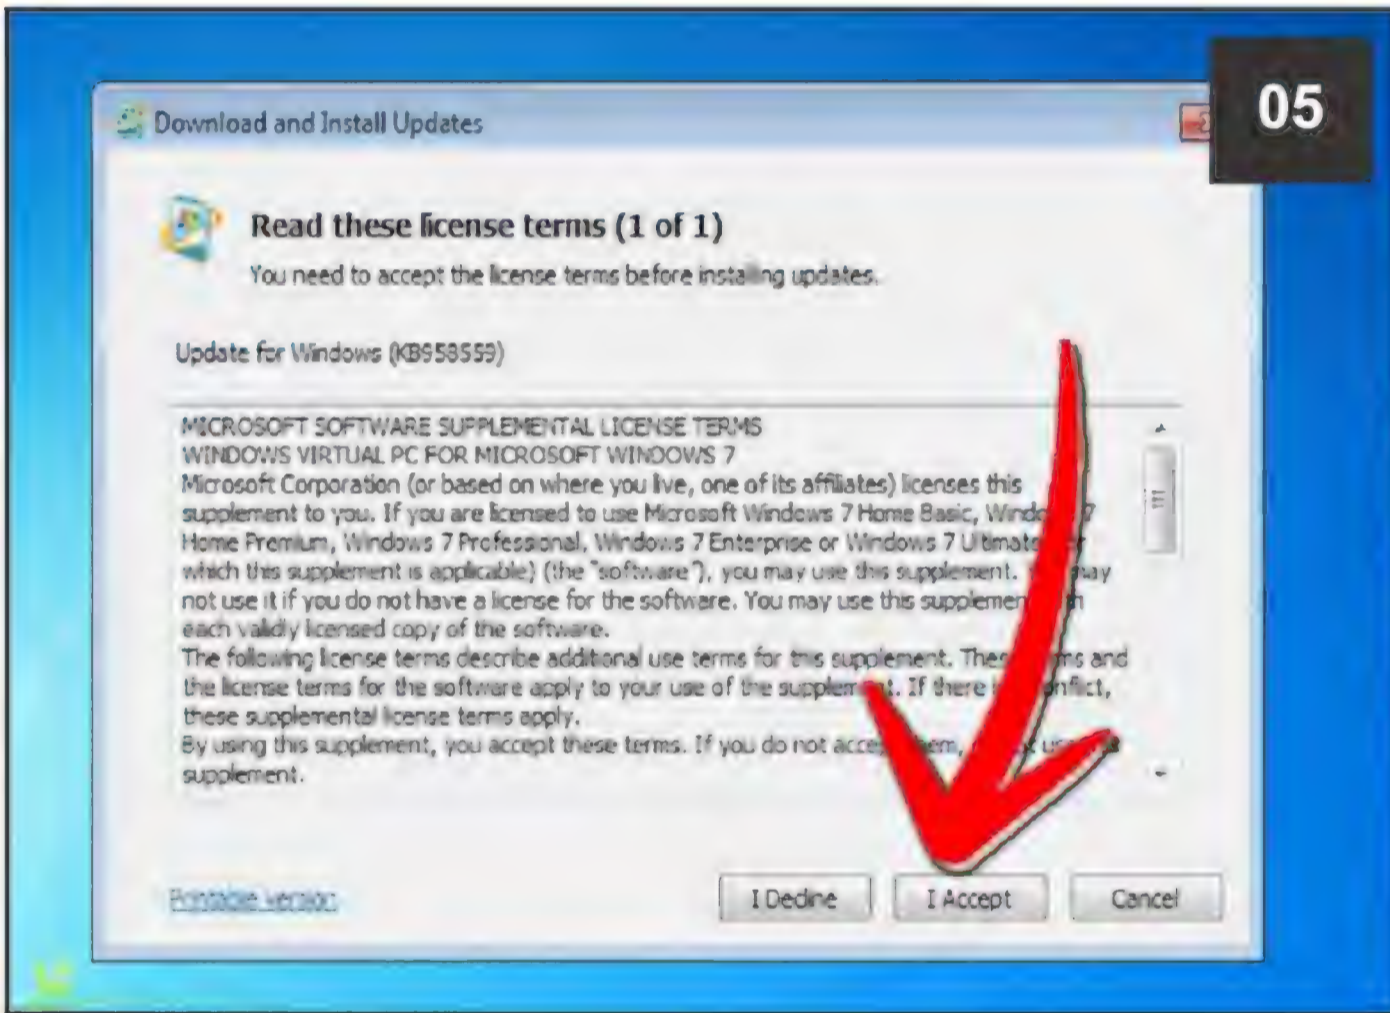 05
Download and Install Updates
Read these license terms (1 of 1)
You need to accept the license terms before installing updates.
Update for Windows (KB958559)
MICROSOFT SOFTWARE SUPPLEMENTAL LICENSE TERMS
WINDOWS VIRTUAL PC FOR MICROSOFT WINDOWS 7
Microsoft Corporation (or based on where you live, one of its affiliates) licenses this
supplement to you. If you are licensed to use Microsoft Windows 7 Home Basic, 7
Home Premium, Windows 7 Professional, Windows 7 Enterprise or Windows 7 Ultimate
which this supplement is applicable) (the "software"), you may use this supplement. may
not use it if you do not have a license for the software. You may use this supplement
each validly licensed copy of the software.
The following license terms describe additional use terms for this supplement. and
the license terms for the software apply to your use of the supplement. If there
these supplemental license terms apply.
By using this supplement, you accept these terms. If you do not
supplement.
Printable version
I Decline
I Accept
Cancel